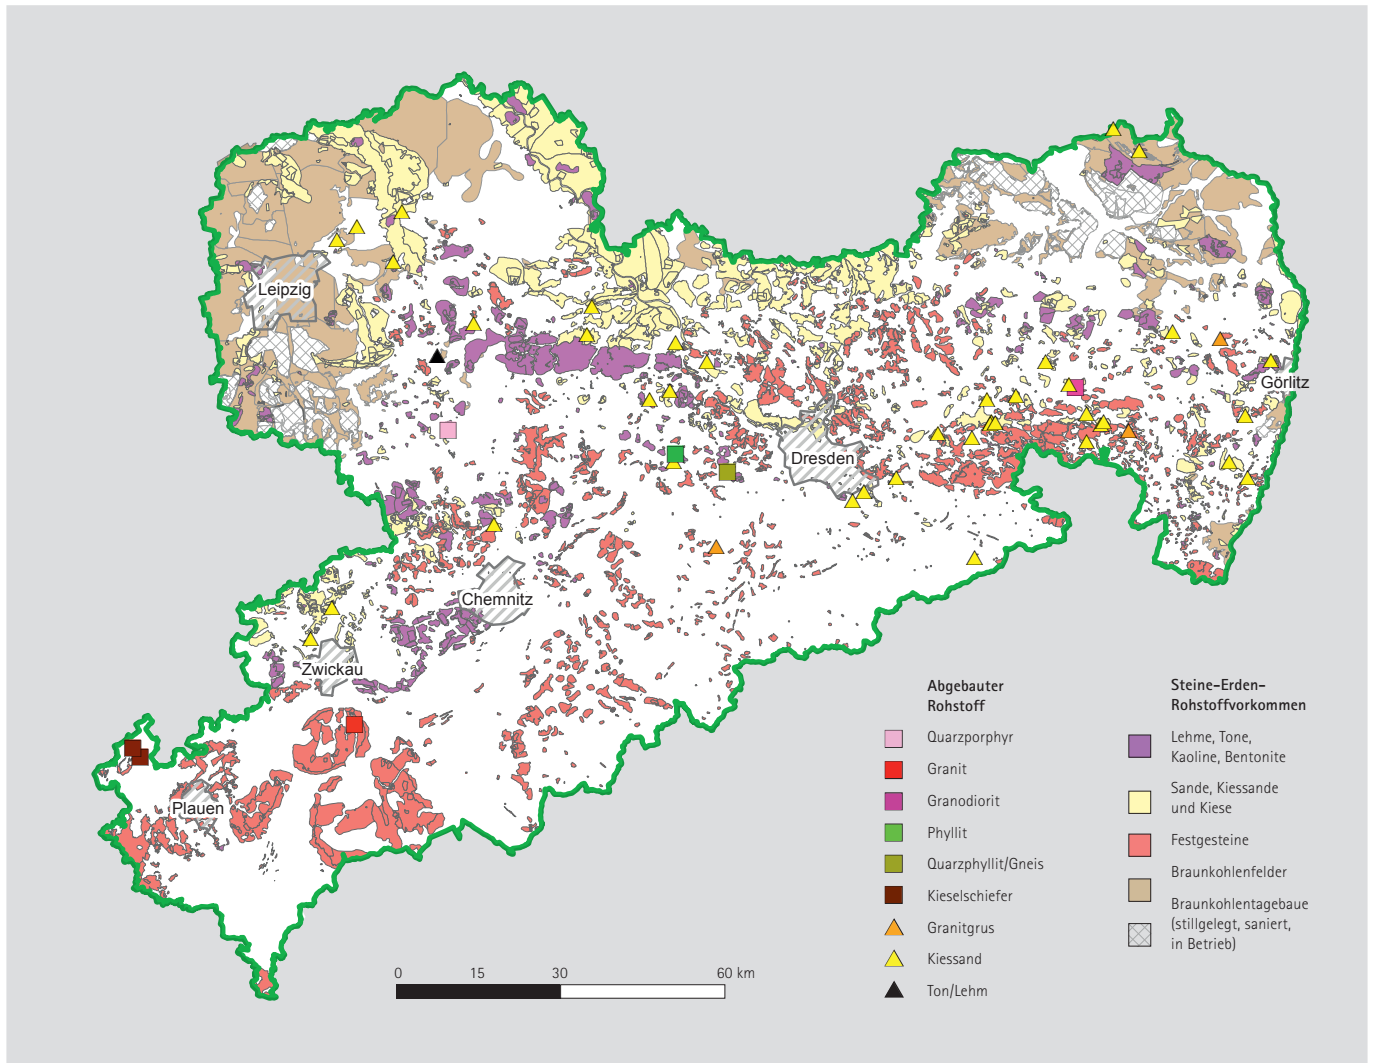 Leipzig
Görlitz
Dresden
Chemnitz
Zwickau
Plauen
0 15 30 60 km
Abgebauter
Rohstoff
Quarzporphyr
Granit
Granodiorit
Phyllit
Quarzphyllit/Gneis
Kieselschiefer
Granitgrus
Kiessand
Ton/Lehm
Steine-Erden-
Rohstoffvorkommen
Lehme, Tone,
Kaoline, Bentonite
Sande, Kiessande
und Kiese
Festgesteine
Braunkohlenfelder
Braunkohlentagebaue
(stillgelegt, saniert,
in Betrieb)